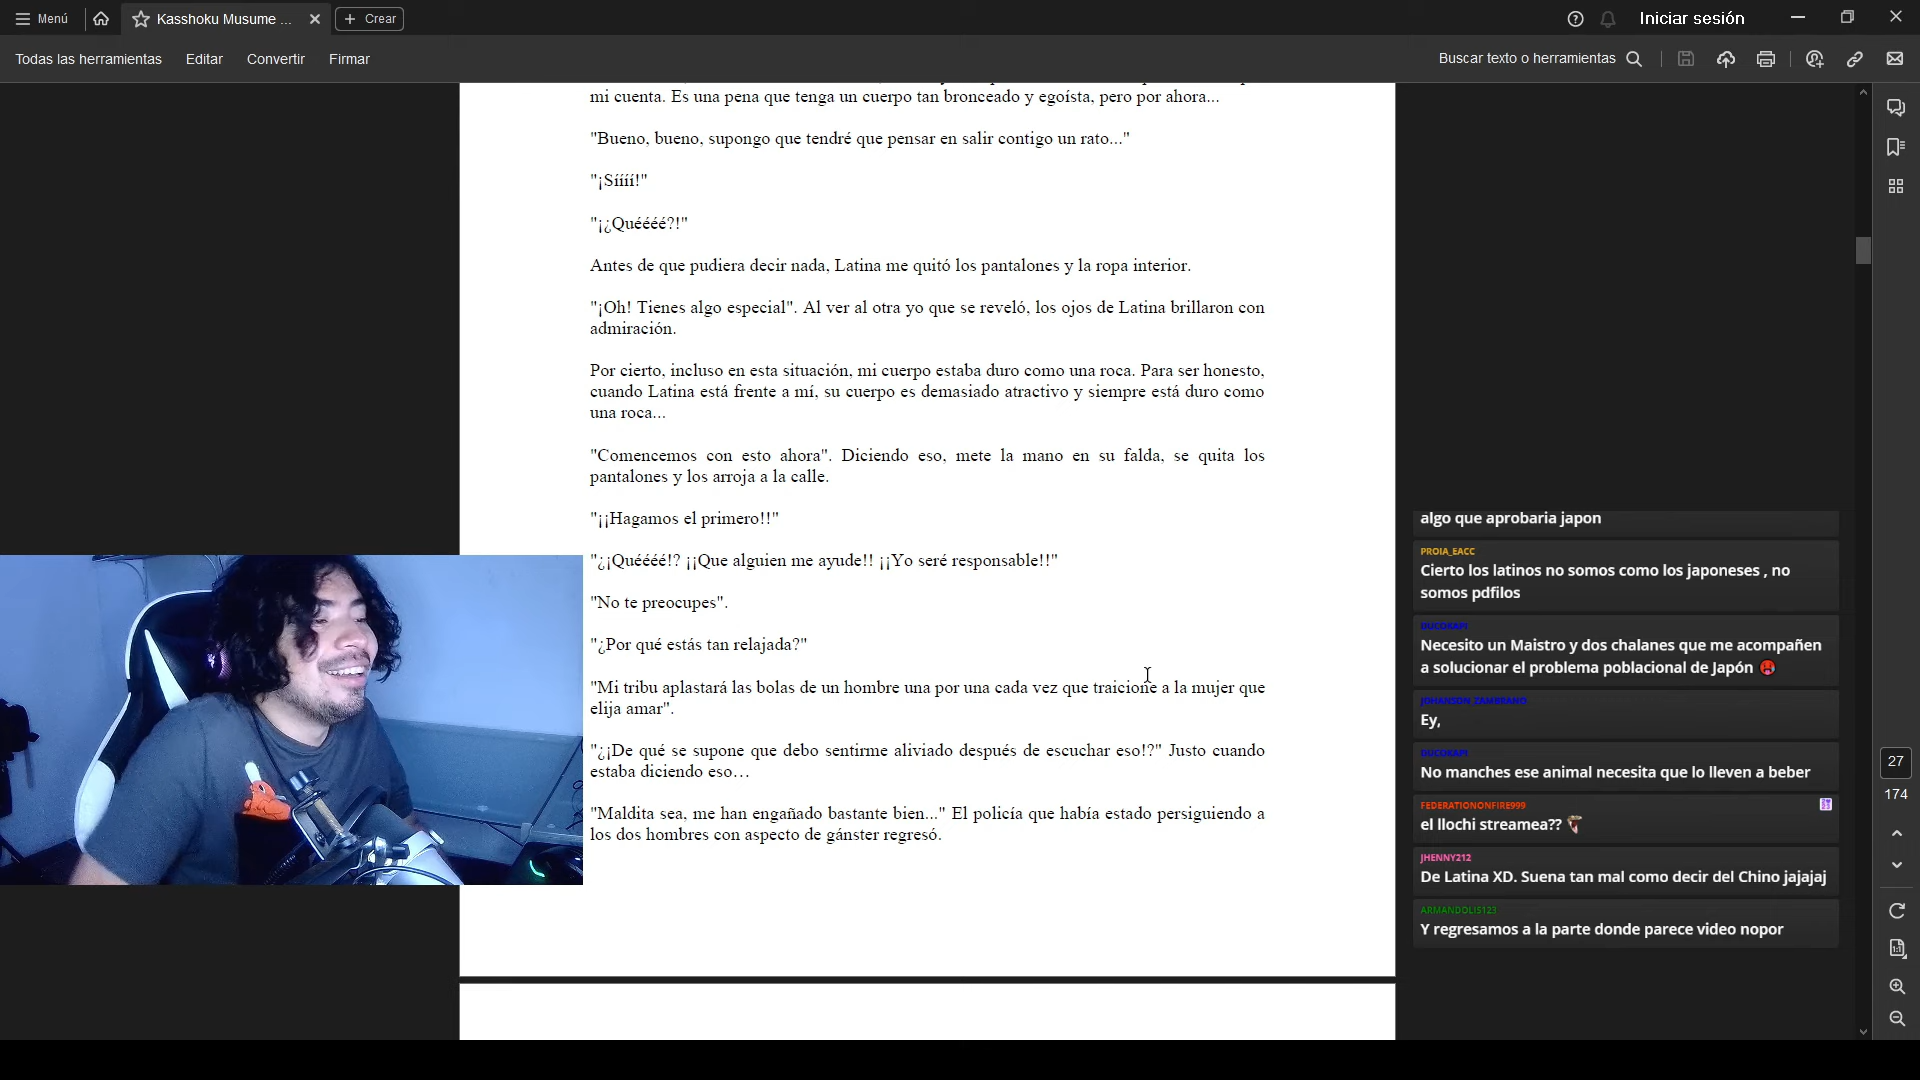 Menú
Kasshoku Musume ...
Crear
Iniciar sesión
Todas las herramientas
Editar
Convertir
Firmar
Buscar texto o herramientas
mi cuenta. Es una pena que tenga un cuerpo tan bronceado y egoísta, pero por ahora...
"Bueno, bueno, supongo que tendré que pensar en salir contigo un rato..."
"¡Síííí!"
"¡¿Quéééé?!"
Antes de que pudiera decir nada, Latina me quitó los pantalones y la ropa interior.
"¡Oh! Tienes algo especial". Al ver al otra yo que se reveló, los ojos de Latina brillaron con
admiración.
Por cierto, incluso en esta situación, mi cuerpo estaba duro como una roca. Para ser honesto,
cuando Latina está frente a mí, su cuerpo es demasiado atractivo y siempre está duro como
una roca...
"Comencemos con esto ahora". Diciendo eso, mete la mano en su falda, se quita los
pantalones y los arroja a la calle.
"¡¡Hagamos el primero!!"
"¿¡Quéééé!? ¡¡Que alguien me ayude!! ¡¡Yo seré responsable!!"
"No te preocupes".
"¿Por qué estás tan relajada?"
"Mi tribu aplastará las bolas de un hombre una por una cada vez que traicione a la mujer que
elija amar".
"¿¡De qué se supone que debo sentirme aliviado después de escuchar eso!?" Justo cuando
estaba diciendo eso…
"Maldita sea, me han engañado bastante bien..." El policía que había estado persiguiendo a
los dos hombres con aspecto de gánster regresó.
algo que aprobaria japon
PROIA_EACC
Cierto los latinos no somos como los japoneses , no
somos pdfilos
DUCOKAPI
Necesito un Maistro y dos chalanes que me acompañen
a solucionar el problema poblacional de Japón
JOHANSON_ZAMBRANO
Ey,
DUCOKAPI
No manches ese animal necesita que lo lleven a beber
FEDERATIONONFIRE999
el llochi streamea??
JHENNY212
De Latina XD. Suena tan mal como decir del Chino jajajaj
ARMANDOLIS123
Y regresamos a la parte donde parece video nopor
27
174